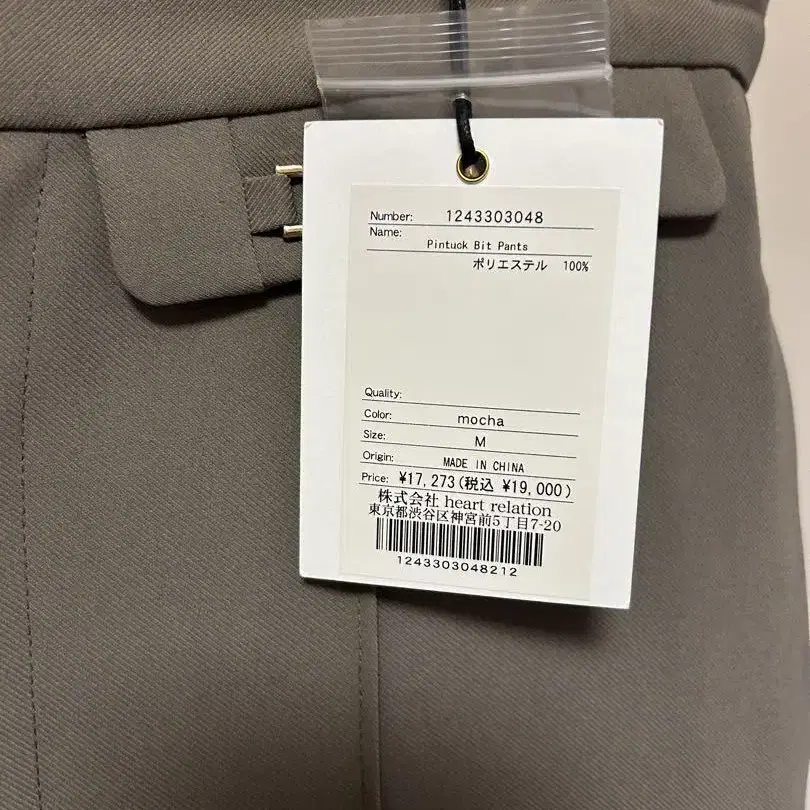 Number: 1243303048
Name:
Pintuck Bit Pants
ポリエステル 100%
Quality:
Color: mocha
Size: M
Origin: MADE IN CHINA
Price: ¥17,273(税込 ¥19,000)
株式会社 heart relation
東京都渋谷区神宮前5丁目7-20
1243303048212